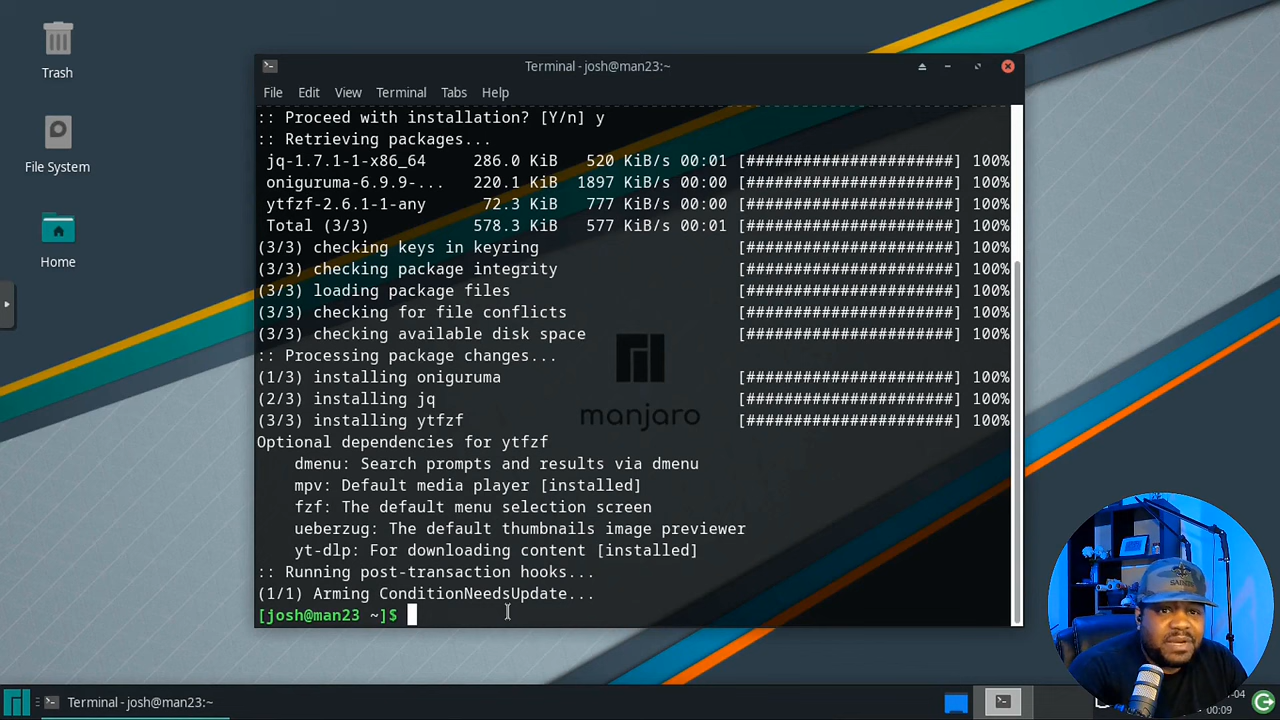 Trash
File System
Home
Terminal - josh@man23:~
File Edit View Terminal Tabs Help
:: Proceed with installation? [Y/n] y
:: Retrieving packages...
jq-1.7.1-1-x86_64 286.0 KiB 520 KiB/s 00:01 [######################] 100%
oniguruma-6.9.9-... 220.1 KiB 1897 KiB/s 00:00 [######################] 100%
ytfzf-2.6.1-1-any 72.3 KiB 777 KiB/s 00:00 [######################] 100%
Total (3/3) 578.3 KiB 577 KiB/s 00:01 [######################] 100%
(3/3) checking keys in keyring [######################] 100%
(3/3) checking package integrity [######################] 100%
(3/3) loading package files [######################] 100%
(3/3) checking for file conflicts [######################] 100%
(3/3) checking available disk space [######################] 100%
:: Processing package changes...
(1/3) installing oniguruma [######################] 100%
(2/3) installing jq [######################] 100%
(3/3) installing ytfzf [######################] 100%
Optional dependencies for ytfzf
dmenu: Search prompts and results via dmenu
mpv: Default media player [installed]
fzf: The default menu selection screen
ueberzug: The default thumbnails image previewer
yt-dlp: For downloading content [installed]
:: Running post-transaction hooks...
(1/1) Arming ConditionNeedsUpdate...
[josh@man23 ~]$
manjaro
SAINTS
Terminal - josh@man23:~
-04
00:09